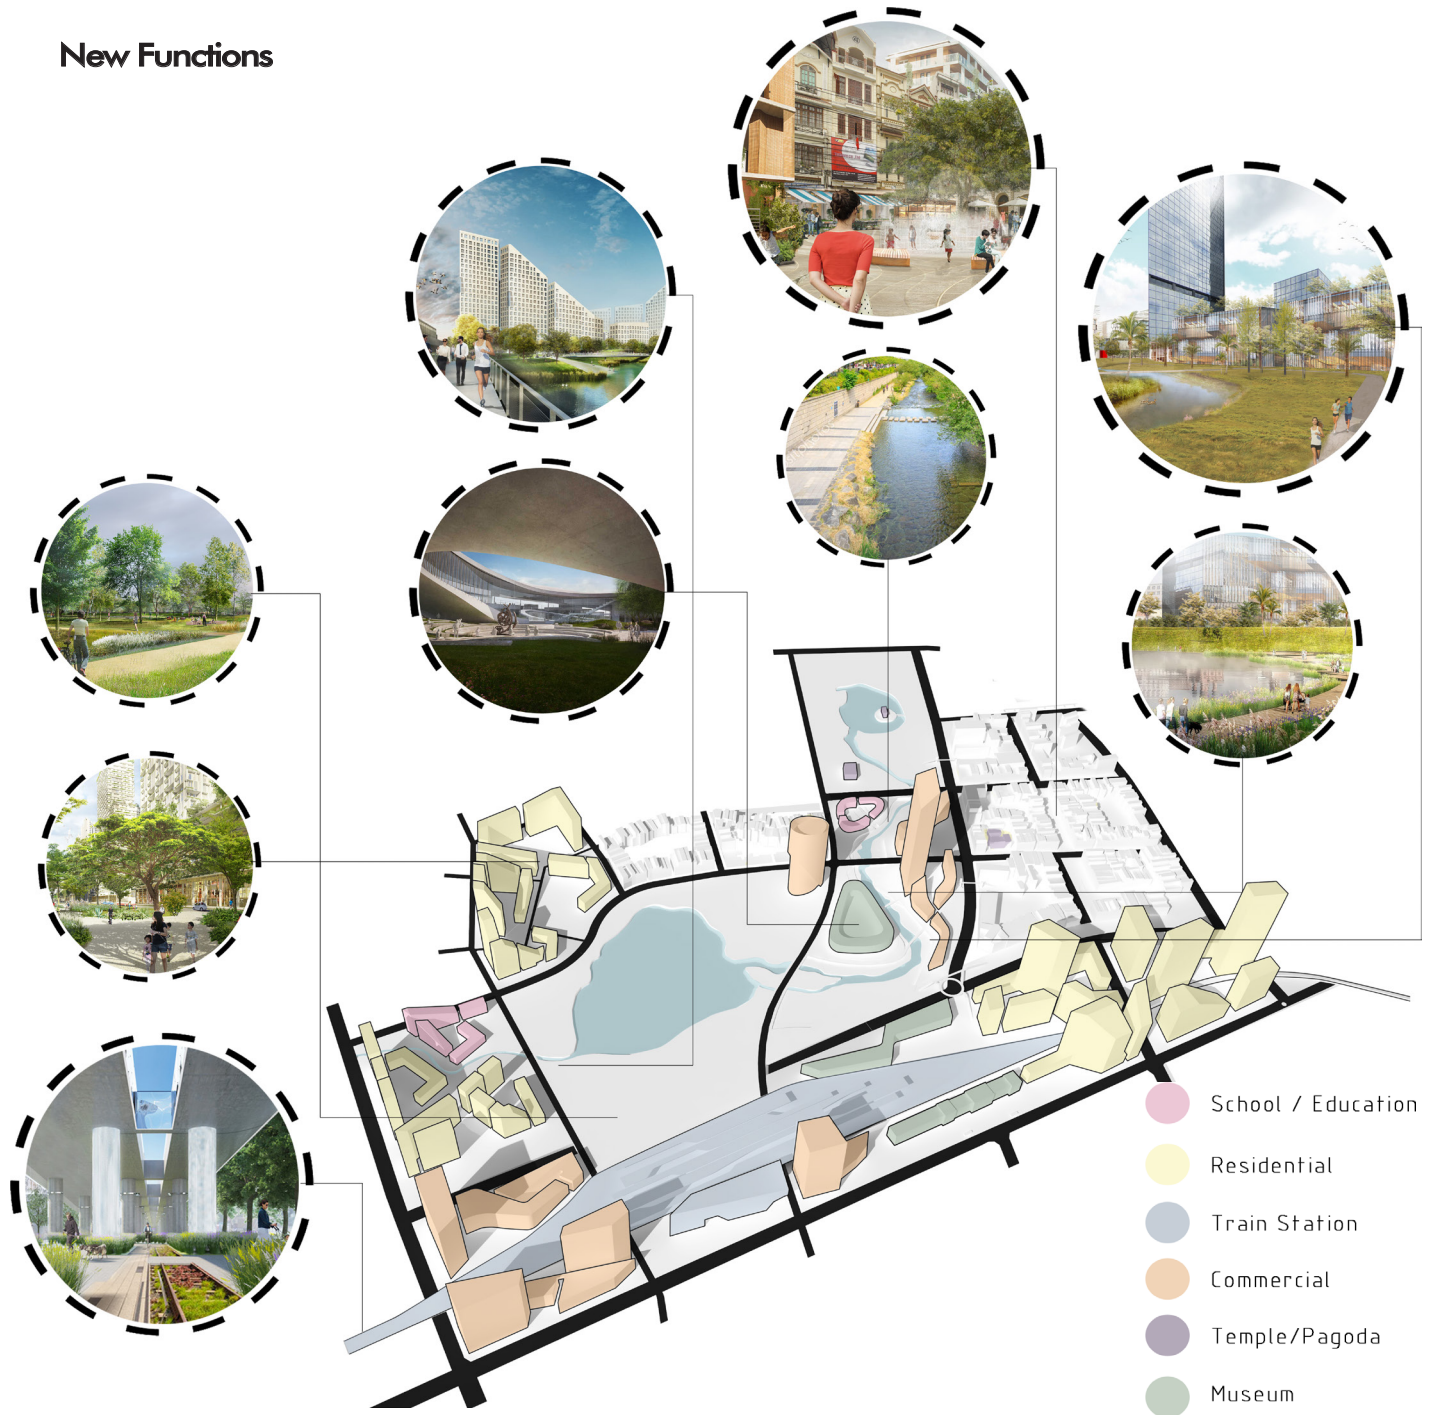 New Functions
School / Education
Residential
Train Station
Commercial
Temple/Pagoda
Museum